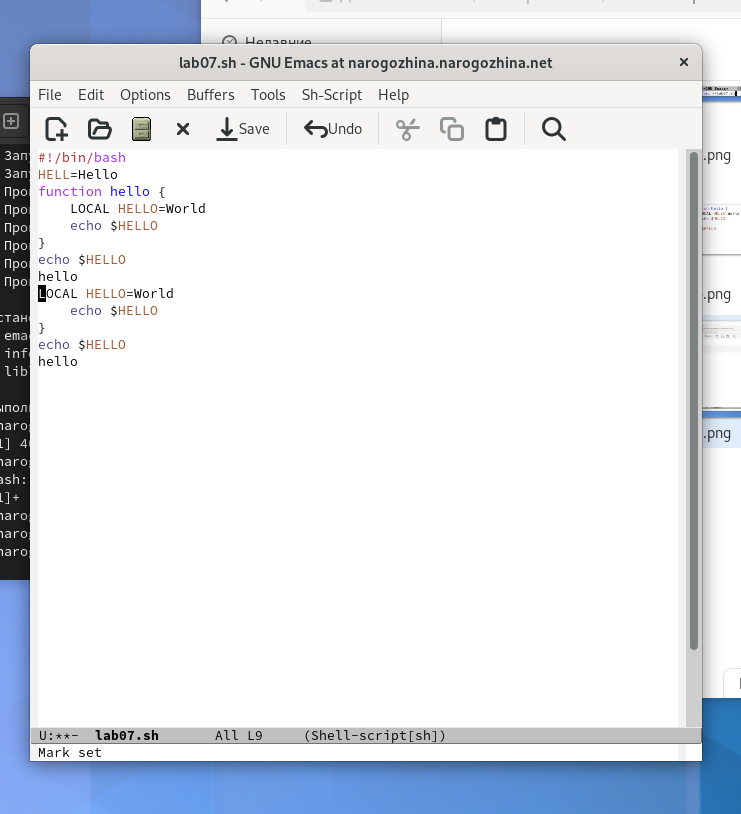 Недавние
lab07.sh - GNU Emacs at narogozhina.narogozhina.net
File Edit Options Buffers Tools Sh-Script Help
Save Undo
#!/bin/bash
HELL=Hello
function hello {
    LOCAL HELLO=World
    echo $HELLO
}
echo $HELLO
hello
LOCAL HELLO=World
    echo $HELLO
}
echo $HELLO
hello
U:**-  lab07.sh       All L9     (Shell-script[sh])
Mark set
.png
.png
.png